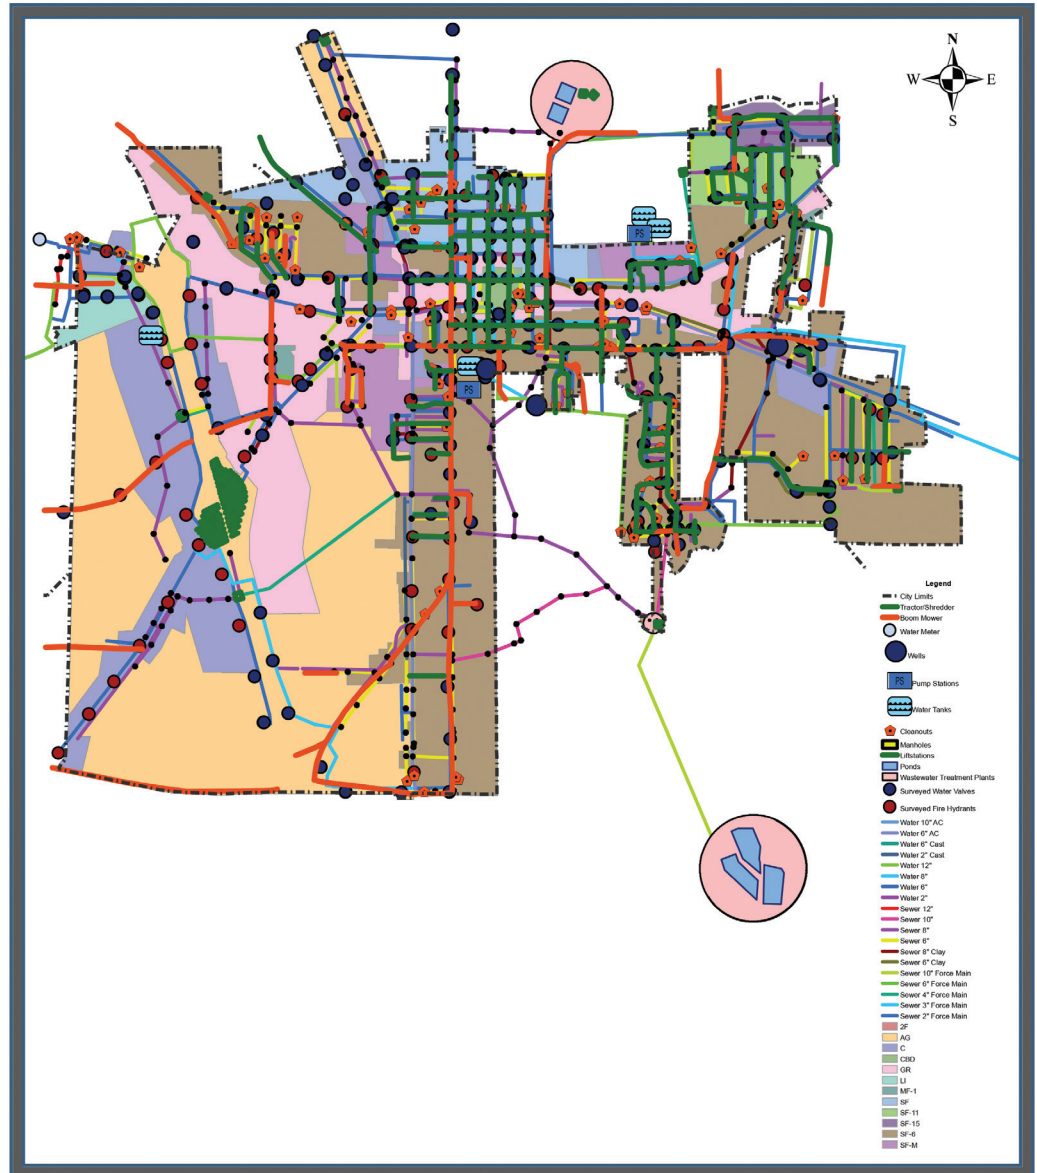 N
W E
S
PS
PS
Legend
City Limits
Tractor/Shredder
Boom Mower
Water Meter
Wells
PS Pump Stations
Water Tanks
Cleanouts
Manholes
Liftstations
Ponds
Wastewater Treatment Plants
Surveyed Water Valves
Surveyed Fire Hydrants
Water 10" AC
Water 6" AC
Water 6" Cast
Water 2" Cast
Water 12"
Water 8"
Water 6"
Water 2"
Sewer 12"
Sewer 10"
Sewer 8"
Sewer 6"
Sewer 8" Clay
Sewer 6" Clay
Sewer 10" Force Main
Sewer 6" Force Main
Sewer 4" Force Main
Sewer 3" Force Main
Sewer 2" Force Main
2F
AG
C
CBD
GR
LI
MF-1
SF
SF-11
SF-15
SF-6
SF-M